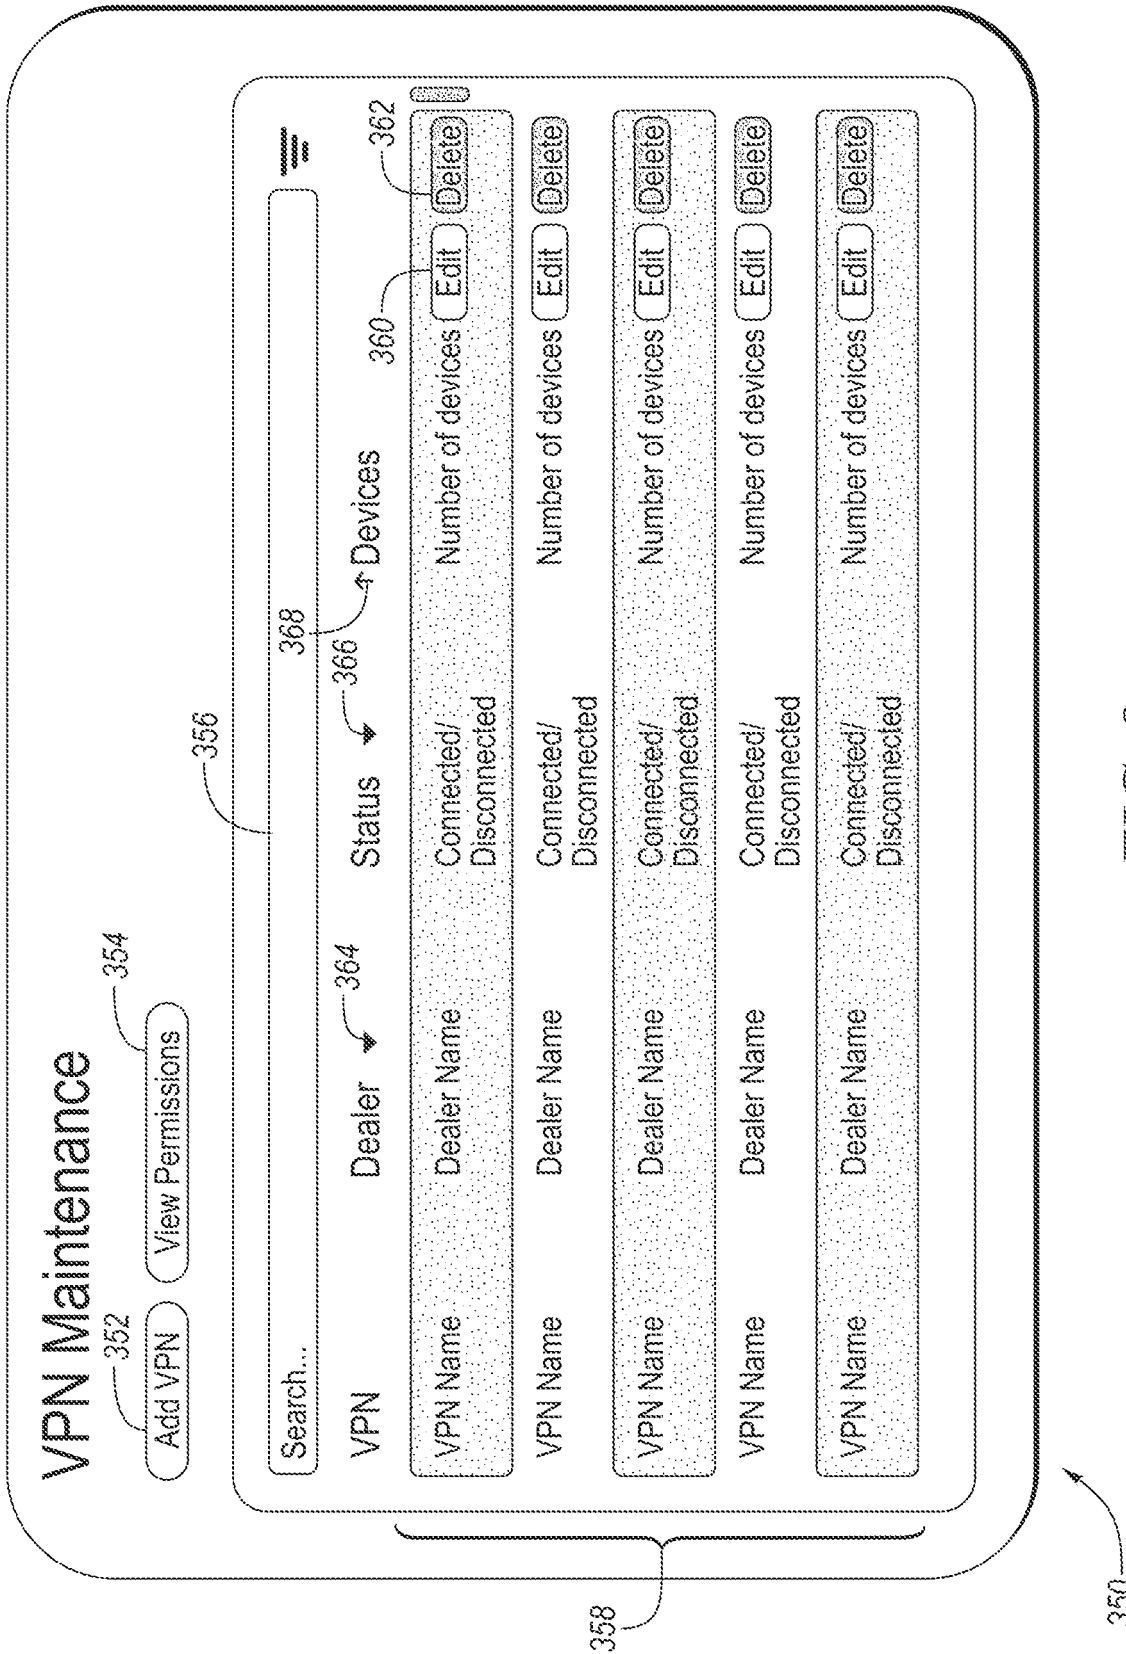 VPN Maintenance
352
354
Add VPN
View Permissions
356
Search...
368
VPN
Dealer
364
Status
366
Devices
360
362
VPN Name Dealer Name Connected/ Number of devices Edit Delete
Disconnected
VPN Name Dealer Name Connected/ Number of devices Edit Delete
Disconnected
VPN Name Dealer Name Connected/ Number of devices Edit Delete
Disconnected
VPN Name Dealer Name Connected/ Number of devices Edit Delete
Disconnected
VPN Name Dealer Name Connected/ Number of devices Edit Delete
Disconnected
358
350